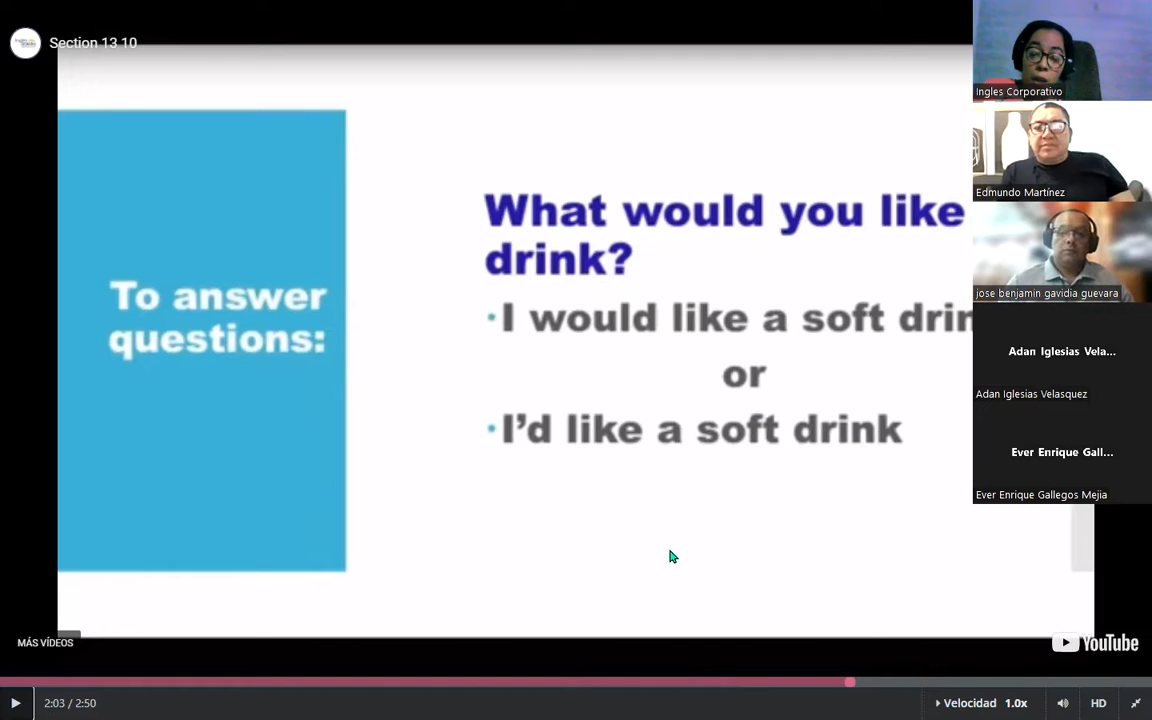 Section 13 10
To answer
questions:
What would you like
drink?
·I would like a soft drin
or
·I'd like a soft drink
Ingles Corporativo
Edmundo Martínez
jose benjamin gavidia guevara
Adan Iglesias Vela...
Adan Iglesias Velasquez
Ever Enrique Gall...
Ever Enrique Gallegos Mejia
MÁS VÍDEOS
YouTube
2:03 / 2:50
Velocidad 1.0x
HD